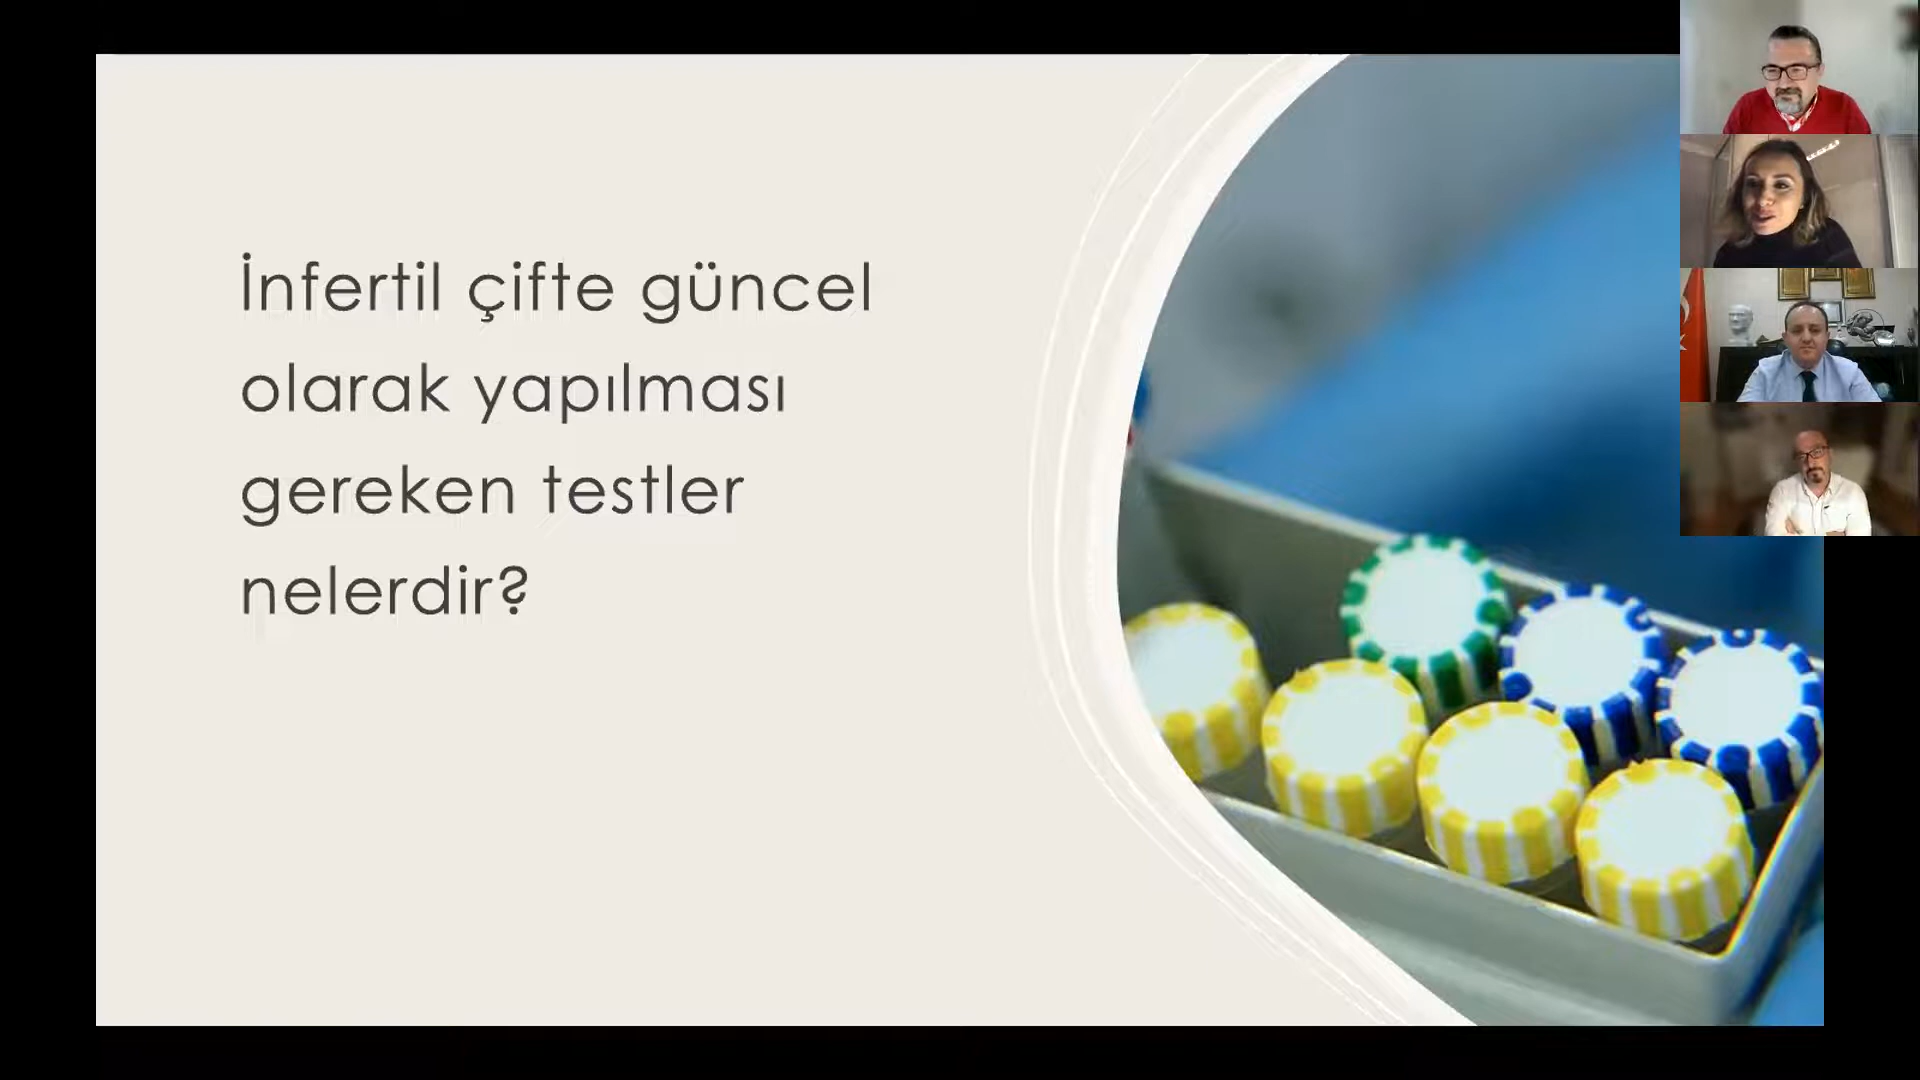 İnfertil çifte güncel
olarak yapılması
gereken testler
nelerdir?